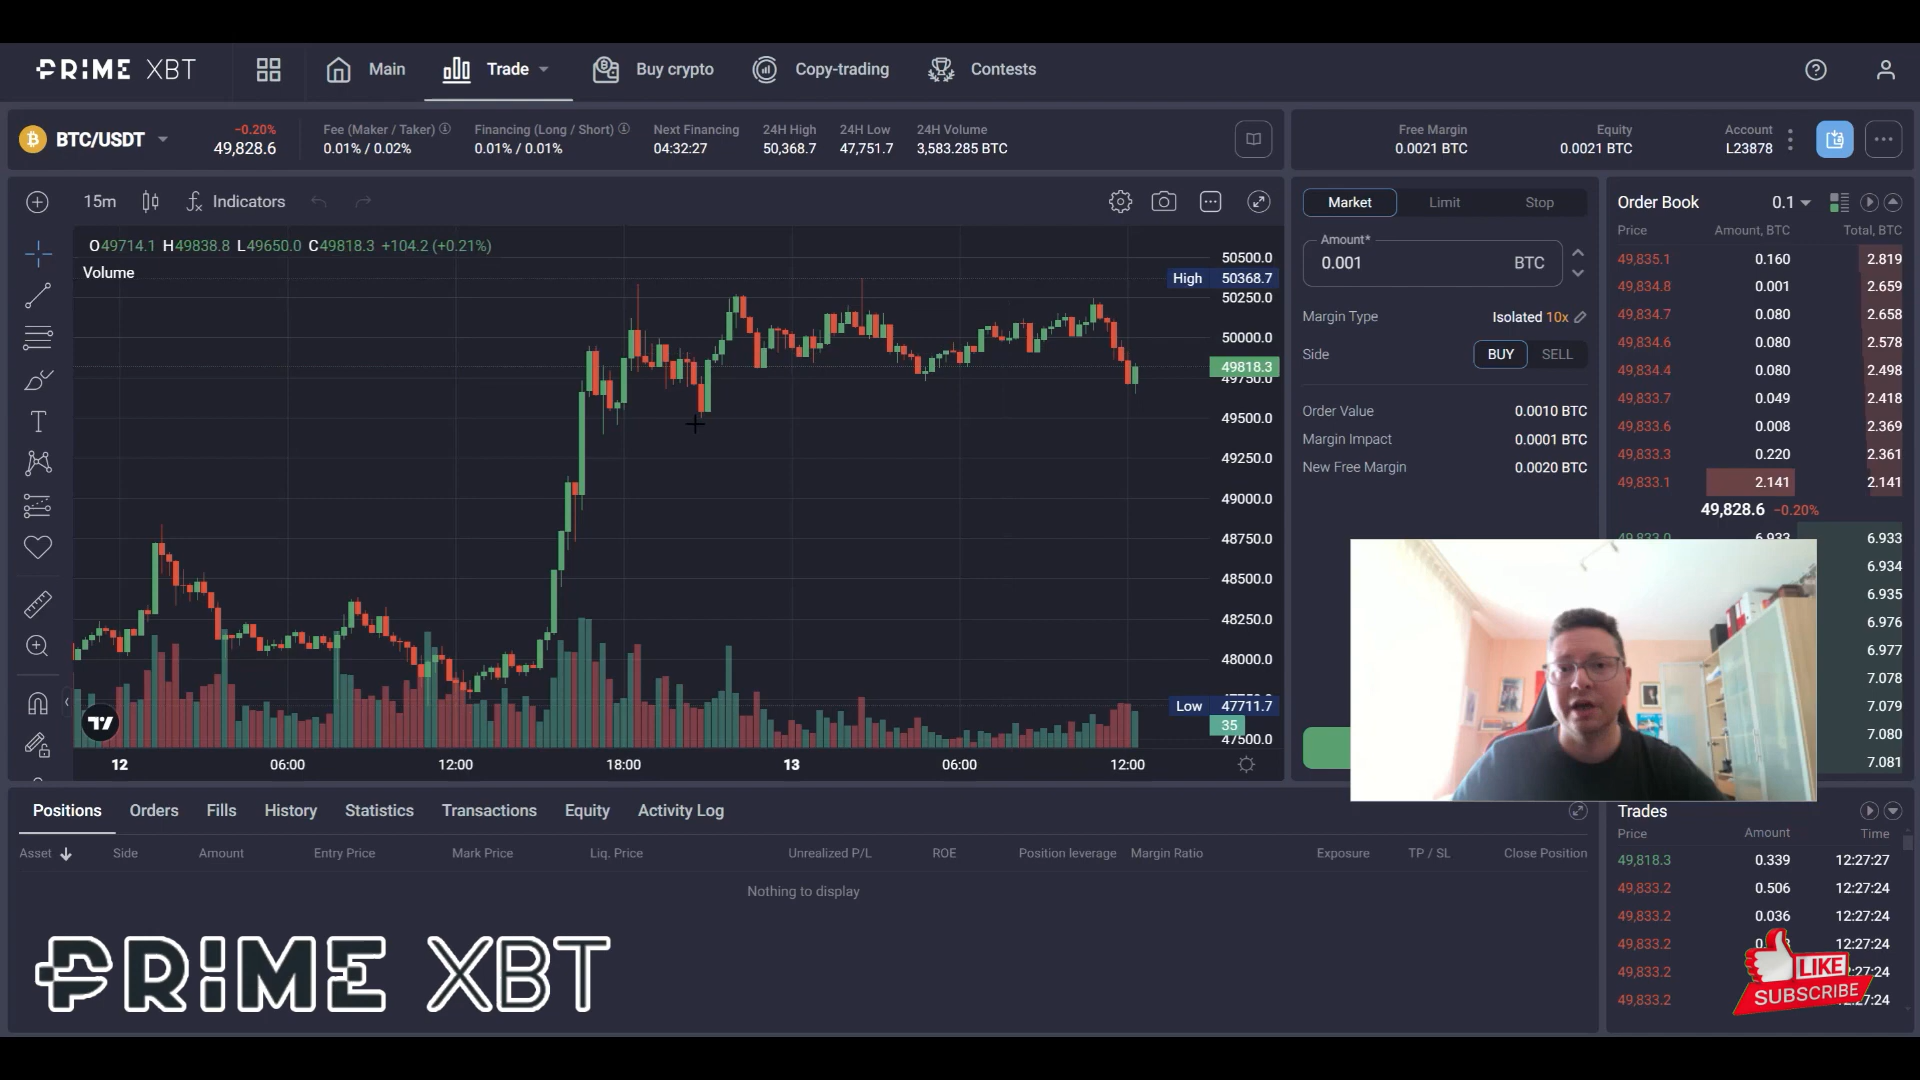 PRIME XBT
Main
Trade
Buy crypto
Copy-trading
Contests
BTC/USDT
−0.20%
49,828.6
Fee (Maker / Taker)
0.01% / 0.02%
Financing (Long / Short)
0.01% / 0.01%
Next Financing
04:32:27
24H High
50,368.7
24H Low
47,751.7
24H Volume
3,583.285 BTC
Free Margin
0.0021 BTC
Equity
0.0021 BTC
Account
L23878
15m
Indicators
O49714.1 H49838.8 L49650.0 C49818.3 +104.2 (+0.21%)
Volume
50500.0
High 50368.7
50250.0
50000.0
49818.3
49750.0
49500.0
49250.0
49000.0
48750.0
48500.0
48250.0
48000.0
Low 47711.7
35
47500.0
12 06:00 12:00 18:00 13 06:00 12:00
Market Limit Stop
Amount*
0.001 BTC
Margin Type Isolated 10x
Side BUY SELL
Order Value 0.0010 BTC
Margin Impact 0.0001 BTC
New Free Margin 0.0020 BTC
Order Book 0.1
Price Amount, BTC Total, BTC
49,835.1 0.160 2.819
49,834.8 0.001 2.659
49,834.7 0.080 2.658
49,834.6 0.080 2.578
49,834.4 0.080 2.498
49,833.7 0.049 2.418
49,833.6 0.008 2.369
49,833.3 0.220 2.361
49,833.1 2.141 2.141
49,828.6 −0.20%
49,833.0 6.933 6.933
6.934
6.935
6.976
6.977
7.078
7.079
7.080
7.081
Positions Orders Fills History Statistics Transactions Equity Activity Log
Asset Side Amount Entry Price Mark Price Liq. Price Unrealized P/L ROE Position leverage Margin Ratio Exposure TP / SL Close Position
Nothing to display
PRIME XBT
Trades
Price Amount Time
49,818.3 0.339 12:27:27
49,833.2 0.506 12:27:24
49,833.2 0.036 12:27:24
49,833.2 12:27:24
49,833.2 :27:24
49,833.2 :27:24
LIKE
SUBSCRIBE